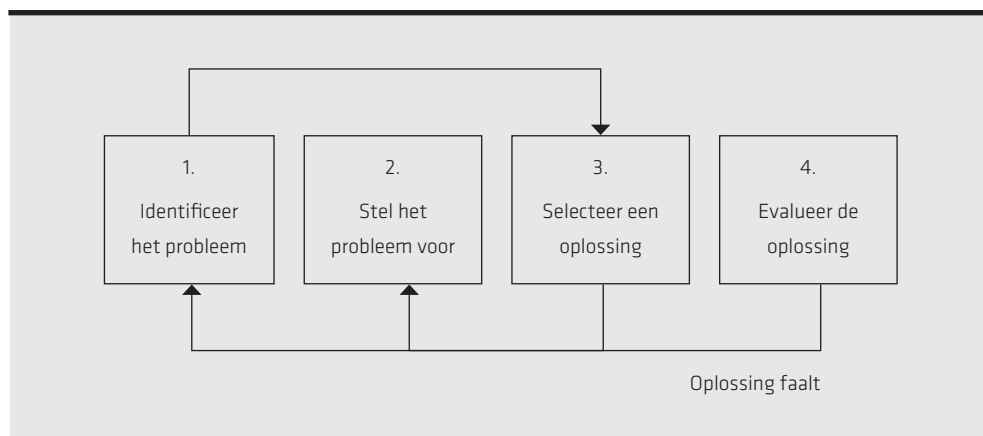 1.
Identificeer
het probleem
2.
Stel het
probleem voor
3.
Selecteer een
oplossing
4.
Evalueer de
oplossing
Oplossing faalt